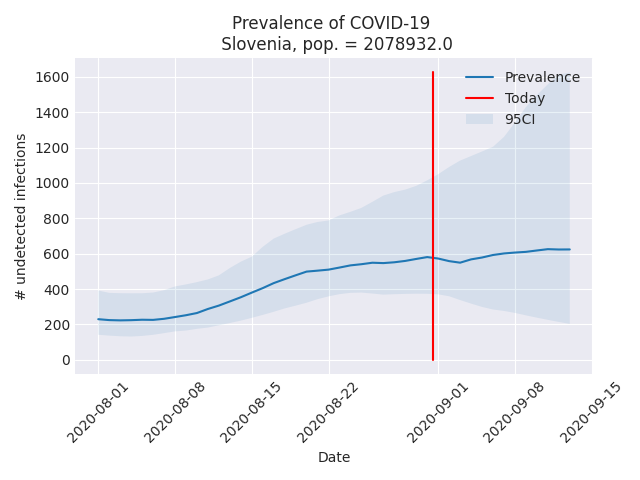 Prevalence of COVID-19
Slovenia, pop. = 2078932.0
# undetected infections
1600
1400
1200
1000
800
600
400
200
0
Prevalence
Today
95CI
2020-08-01
2020-08-08
2020-08-15
2020-08-22
2020-09-01
2020-09-08
2020-09-15
Date